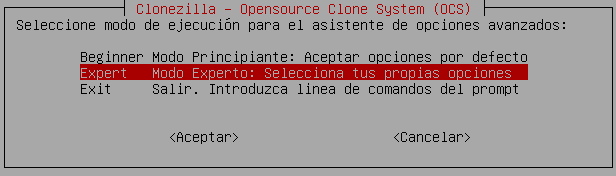 Clonezilla - Opensource Clone System (OCS)
Seleccione modo de ejecución para el asistente de opciones avanzados:
Beginner Modo Principiante: Aceptar opciones por defecto
Expert Modo Experto: Selecciona tus propias opciones
Exit Salir. Introduzca linea de comandos del prompt
<Aceptar> <Cancelar>